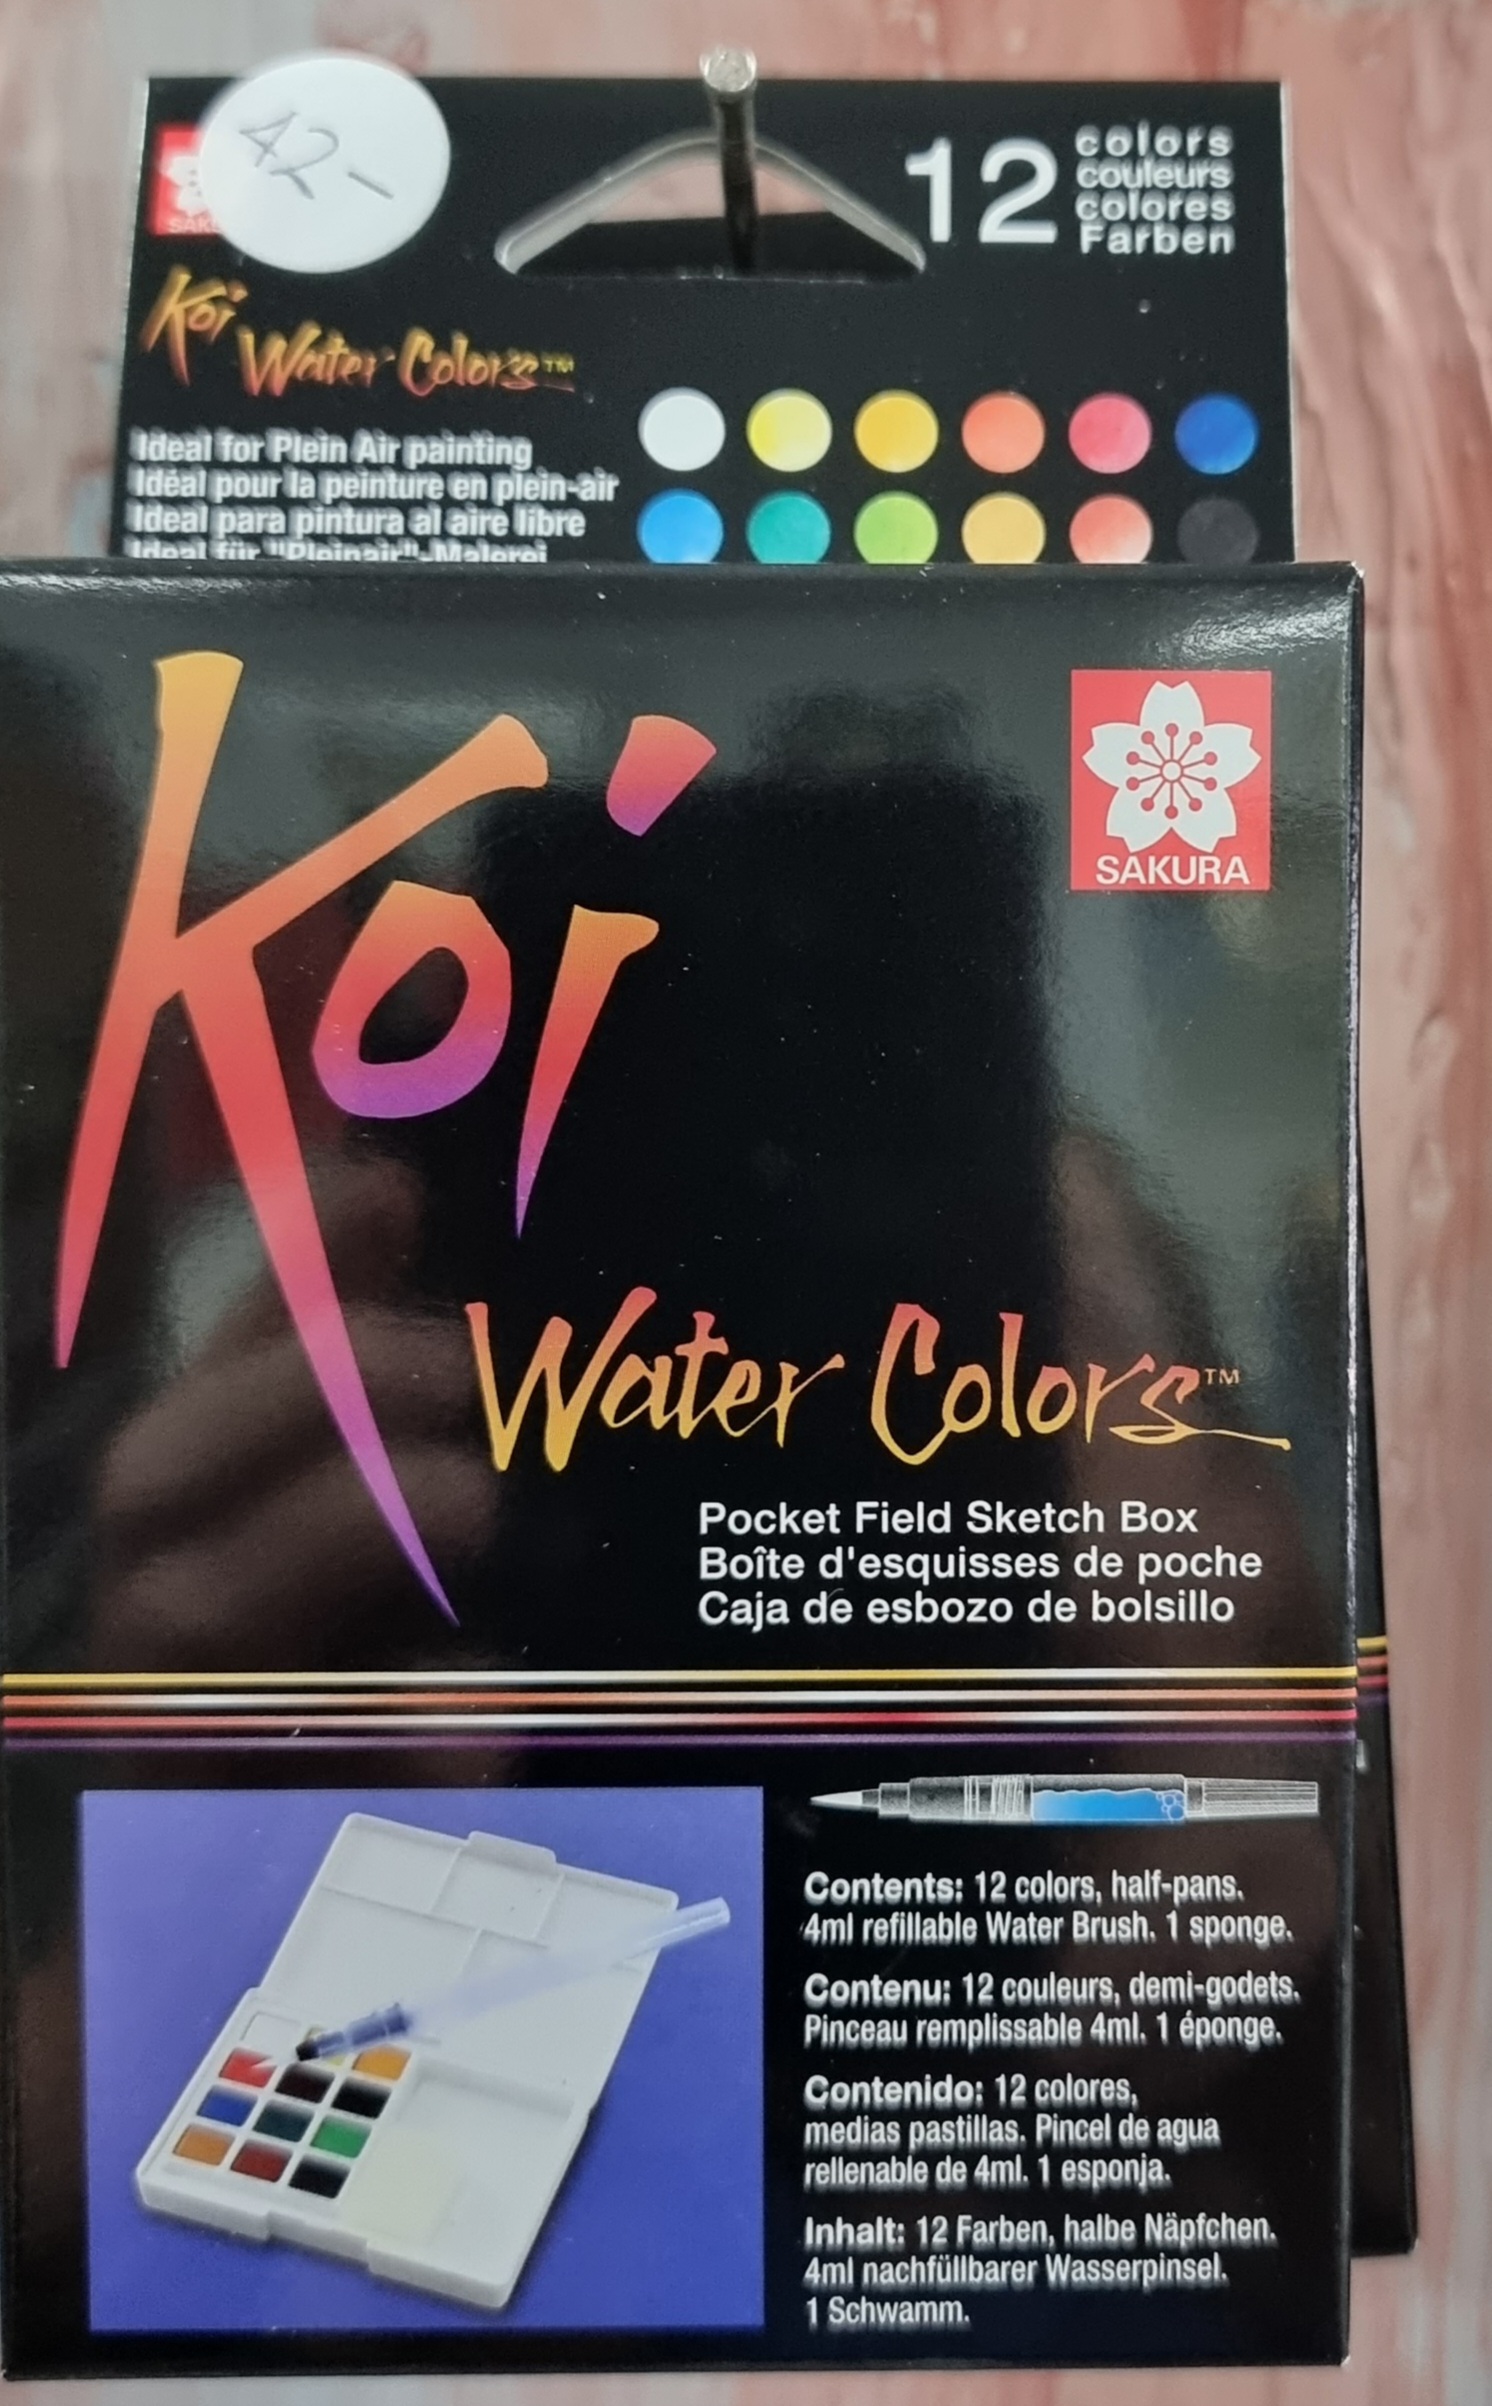 42-
12
colors
couleurs
colores
Farben
Koi Water Colors™
Ideal for Plein Air painting
Idéal pour la peinture en plein-air
Ideal para pintura al aire libre
Ideal für "Pleinair"-Malerei
Koi
SAKURA
Water Colors™
Pocket Field Sketch Box
Boîte d'esquisses de poche
Caja de esbozo de bolsillo
Contents: 12 colors, half-pans.
4ml refillable Water Brush. 1 sponge.
Contenu: 12 couleurs, demi-godets.
Pinceau remplissable 4ml. 1 éponge.
Contenido: 12 colores,
medias pastillas. Pincel de agua
rellenable de 4ml. 1 esponja.
Inhalt: 12 Farben, halbe Näpfchen.
4ml nachfüllbarer Wasserpinsel.
1 Schwamm.